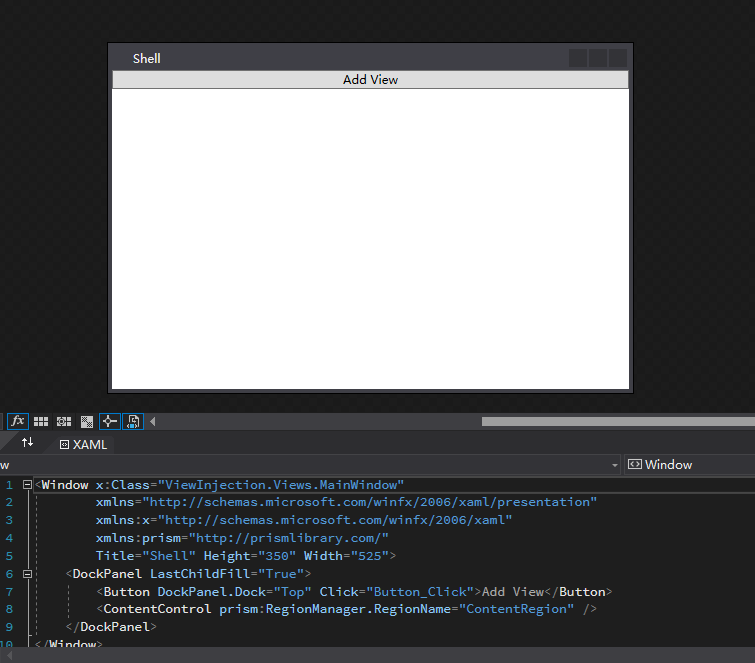 Shell
Add View
fx
XAML
w
Window
1 <Window x:Class="ViewInjection.Views.MainWindow"
2 xmlns="http://schemas.microsoft.com/winfx/2006/xaml/presentation"
3 xmlns:x="http://schemas.microsoft.com/winfx/2006/xaml"
4 xmlns:prism="http://prismlibrary.com/"
5 Title="Shell" Height="350" Width="525">
6 <DockPanel LastChildFill="True">
7 <Button DockPanel.Dock="Top" Click="Button_Click">Add View</Button>
8 <ContentControl prism:RegionManager.RegionName="ContentRegion" />
9 </DockPanel>
10 </Window>